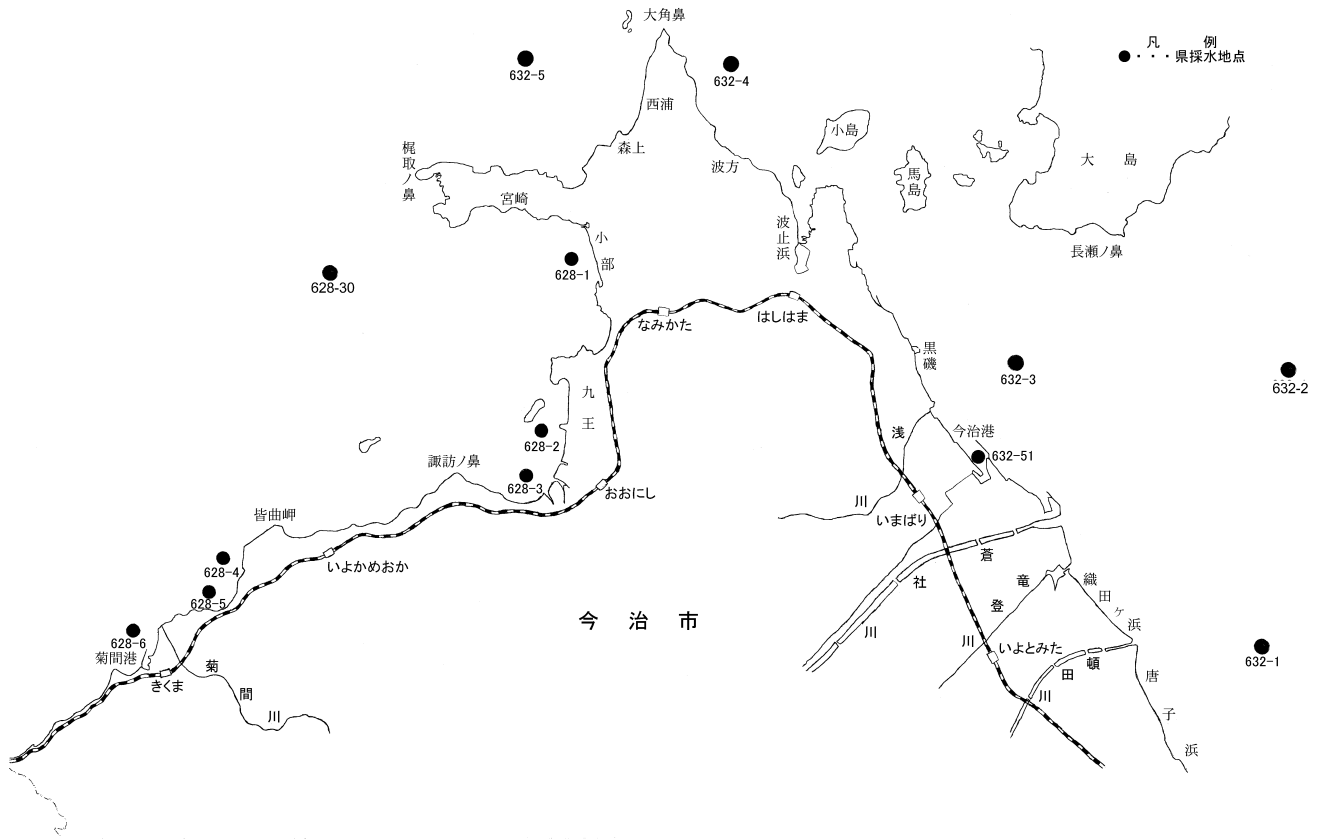 大角鼻
凡　例
●・・・県採水地点
632-5
632-4
西浦
小島
森上
波方
大島
梶取ノ鼻
馬島
宮崎
波止浜
小部
長瀬ノ鼻
628-1
628-30
なみかた
はしはま
黒磯
632-3
632-2
九王
浅川
今治港
628-2
632-51
諏訪ノ鼻
628-3
おおにし
いまばり
皆曲岬
蒼社川
628-4
いよかめおか
竜登川
織田ヶ浜
628-5
今治市
628-6
いよとみた
632-1
菊間港
頓田川
唐子浜
きくま
菊間川